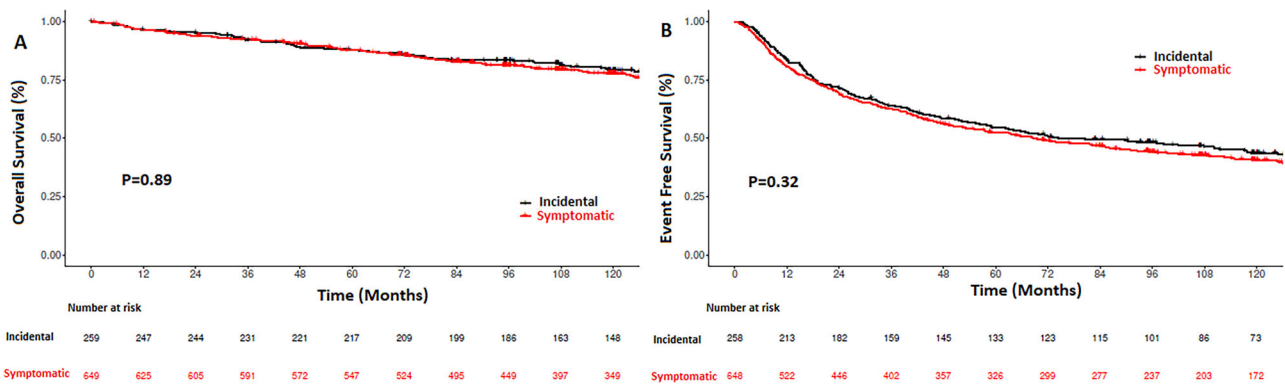 A
Overall Survival (%)
1.00
0.75
0.50
0.25
0.00
P=0.89
Incidental
Symptomatic
0 12 24 36 48 60 72 84 96 108 120
Time (Months)
Number at risk
Incidental 259 247 244 231 221 217 209 199 186 163 148
Symptomatic 649 625 605 591 572 547 524 495 449 397 349
B
Event Free Survival (%)
1.00
0.75
0.50
0.25
0.00
P=0.32
Incidental
Symptomatic
0 12 24 36 48 60 72 84 96 108 120
Time (Months)
Number at risk
Incidental 258 213 182 159 145 133 123 115 101 86 73
Symptomatic 648 522 446 402 357 326 299 277 237 203 172